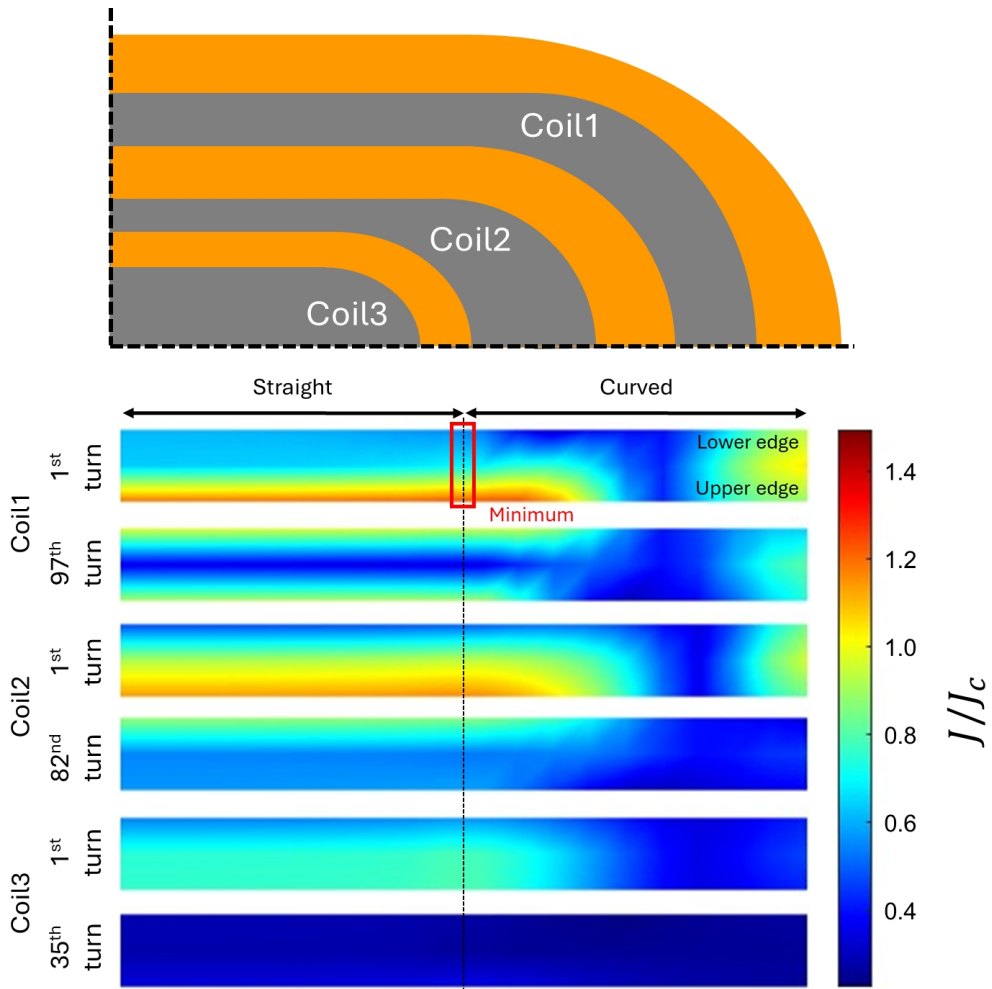 Coil1
Coil2
Coil3
Straight
Curved
Coil1
1st
turn
Lower edge
Upper edge
Minimum
97th
turn
Coil2
1st
turn
82nd
turn
Coil3
1st
turn
35th
turn
1.4
1.2
1.0
0.8
0.6
0.4
J/Jc